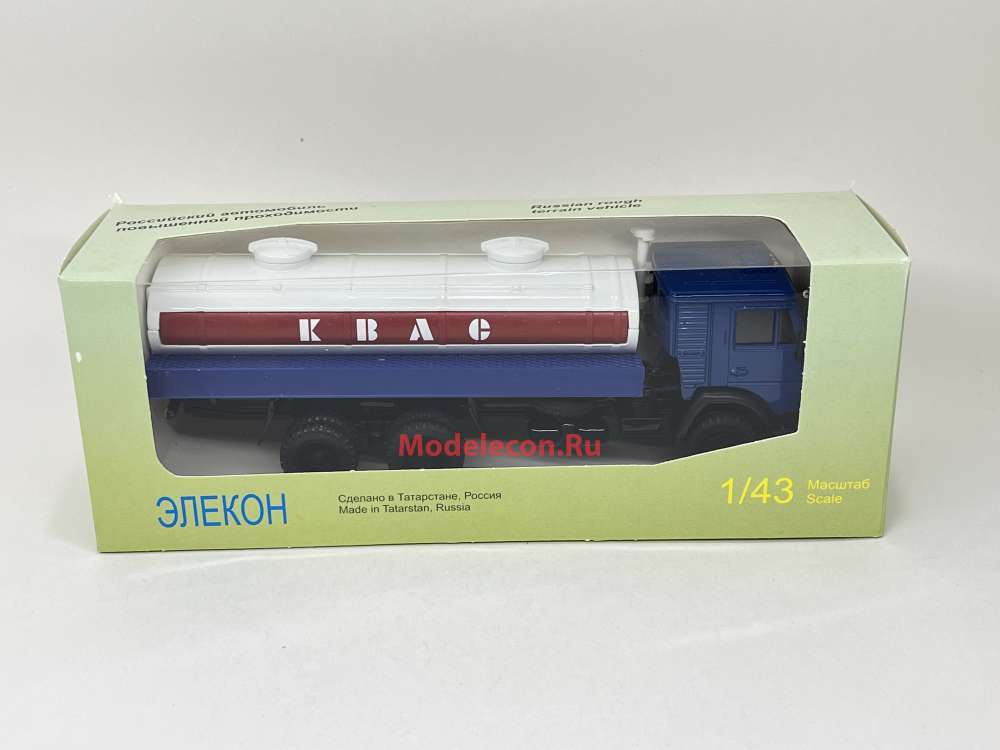 Российский автомобиль
повышенной проходимости
Russian rough
terrain vehicle
КВАС
Modelecon.Ru
ЭЛЕКОН
Сделано в Татарстане, Россия
Made in Tatarstan, Russia
1/43
Масштаб
Scale